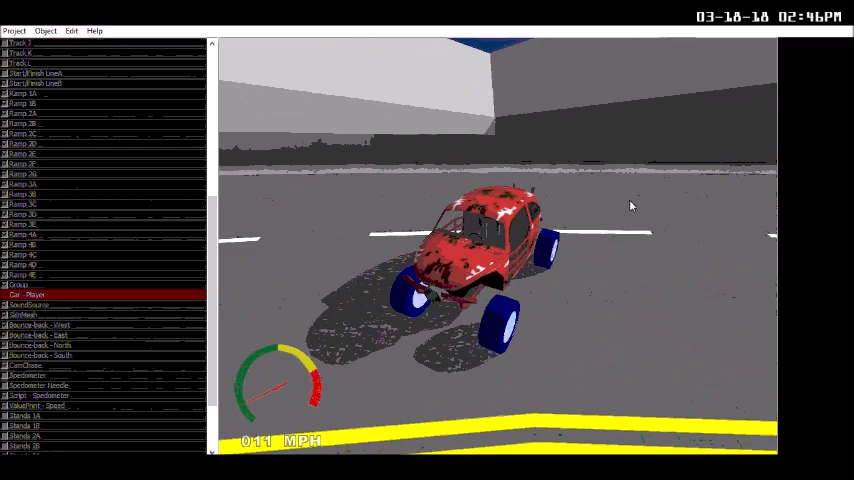 03-18-18 02:46PM
Project Object Edit Help
Track J
Track K
Track L
Start/Finish LineA
Start/Finish LineB
Ramp 1A
Ramp 1B
Ramp 2A
Ramp 2B
Ramp 2C
Ramp 2D
Ramp 2E
Ramp 2F
Ramp 2G
Ramp 3A
Ramp 3B
Ramp 3C
Ramp 3D
Ramp 3E
Ramp 4A
Ramp 4B
Ramp 4C
Ramp 4D
Ramp 4E
Group
Car - Player
SoundSource
SkinMesh
Bounce-back - West
Bounce-back - East
Bounce-back - North
Bounce-back - South
CamChase
Spedometer
Spedometer Needle
Script - Spedometer
ValuePrint - Speed
Stands 1A
Stands 1B
Stands 2A
Stands 2B
011 MPH